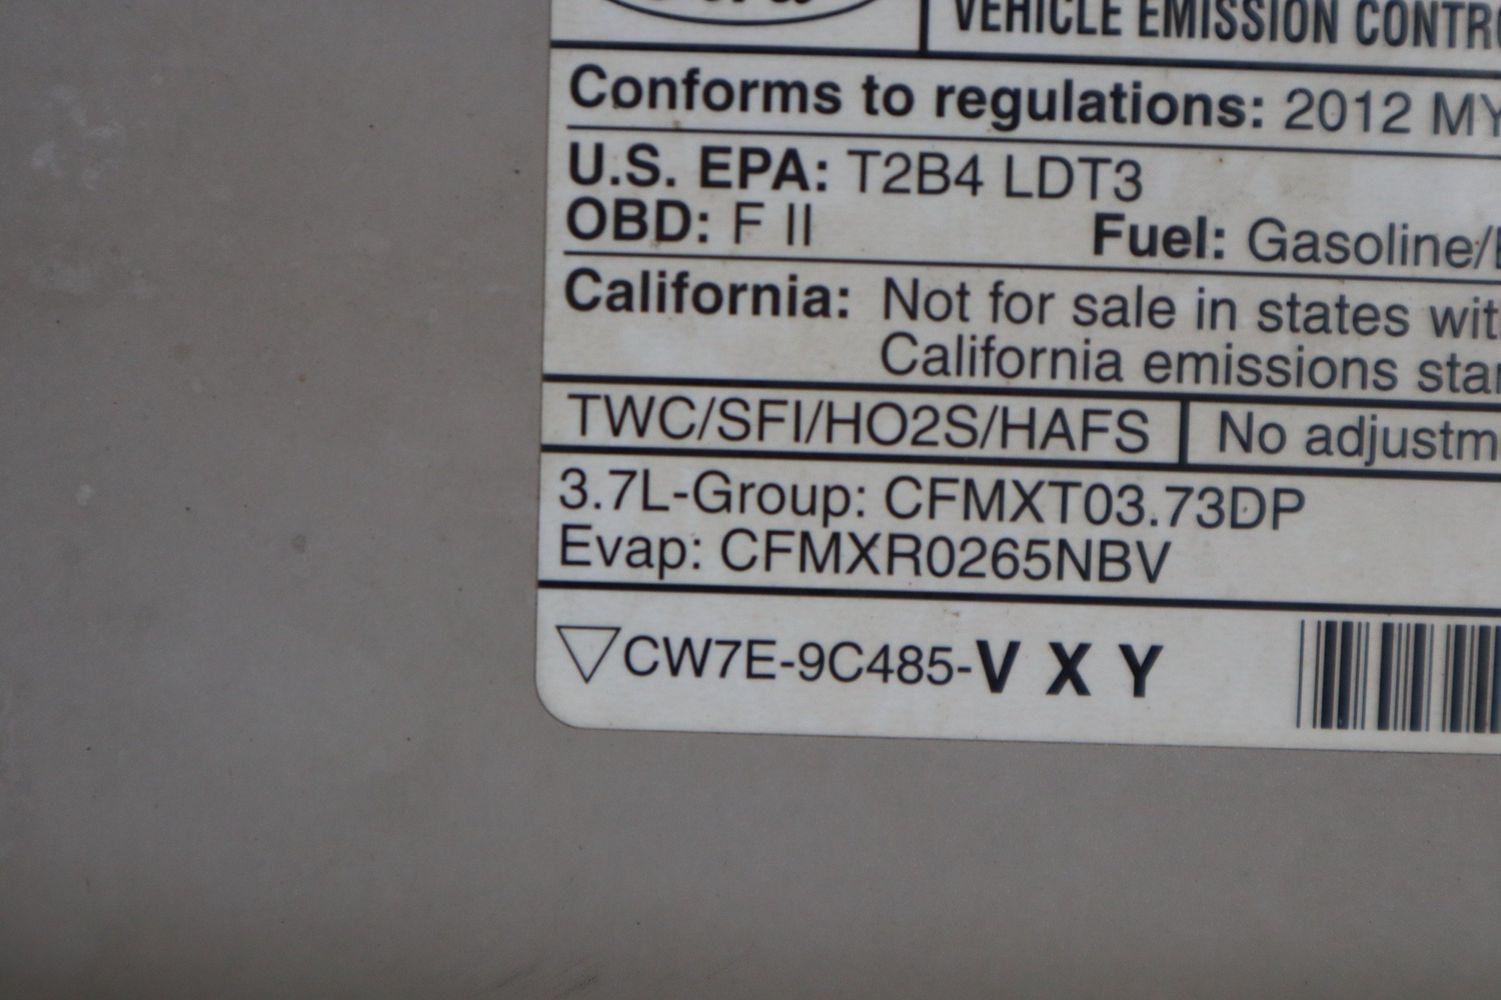 VEHICLE EMISSION CONTR
Conforms to regulations: 2012 MY
U.S. EPA: T2B4 LDT3
OBD: F II Fuel: Gasoline/
California: Not for sale in states wit
California emissions sta
TWC/SFI/HO2S/HAFS No adjustm
3.7L-Group: CFMXT03.73DP
Evap: CFMXR0265NBV
CW7E-9C485-V X Y